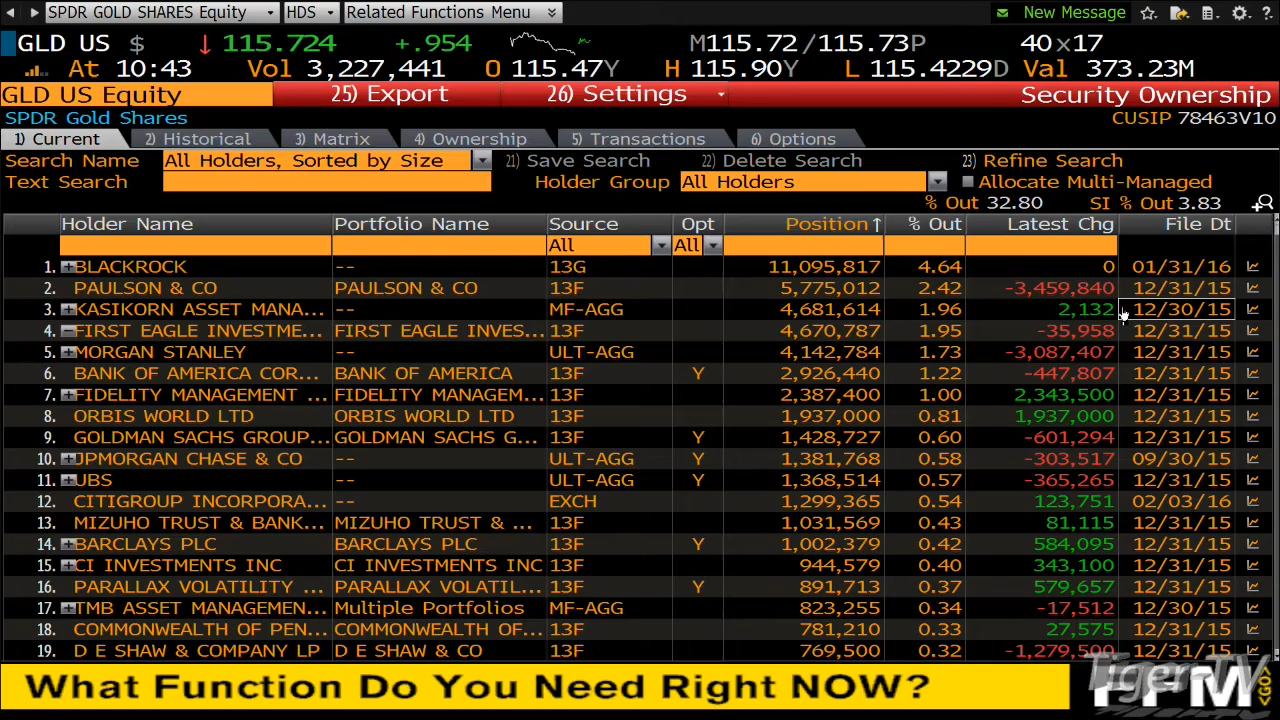 SPDR GOLD SHARES Equity HDS Related Functions Menu New Message
GLD US $ ↓ 115.724 +.954 M115.72 /115.73P 40 x17
At 10:43 Vol 3,227,441 O 115.47Y H 115.90Y L 115.4229D Val 373.23M
GLD US Equity 25) Export 26) Settings Security Ownership
SPDR Gold Shares CUSIP 78463V10
1) Current 2) Historical 3) Matrix 4) Ownership 5) Transactions 6) Options
Search Name All Holders, Sorted by Size 21) Save Search 22) Delete Search 23) Refine Search
Text Search Holder Group All Holders Allocate Multi-Managed
% Out 32.80 SI % Out 3.83
Holder Name Portfolio Name Source Opt Position ↑ % Out Latest Chg File Dt
All All
1. BLACKROCK -- 13G 11,095,817 4.64 0 01/31/16
2. PAULSON & CO PAULSON & CO 13F 5,775,012 2.42 -3,459,840 12/31/15
3. KASIKORN ASSET MANA... -- MF-AGG 4,681,614 1.96 2,132 12/30/15
4. FIRST EAGLE INVESTME... FIRST EAGLE INVES... 13F 4,670,787 1.95 -35,958 12/31/15
5. MORGAN STANLEY -- ULT-AGG 4,142,784 1.73 -3,087,407 12/31/15
6. BANK OF AMERICA COR... BANK OF AMERICA 13F Y 2,926,440 1.22 -447,807 12/31/15
7. FIDELITY MANAGEMENT ... FIDELITY MANAGEM... 13F 2,387,400 1.00 2,343,500 12/31/15
8. ORBIS WORLD LTD ORBIS WORLD LTD 13F 1,937,000 0.81 1,937,000 12/31/15
9. GOLDMAN SACHS GROUP... GOLDMAN SACHS G... 13F Y 1,428,727 0.60 -601,294 12/31/15
10. JPMORGAN CHASE & CO -- ULT-AGG Y 1,381,768 0.58 -303,517 09/30/15
11. UBS -- ULT-AGG Y 1,368,514 0.57 -365,265 12/31/15
12. CITIGROUP INCORPORA... -- EXCH 1,299,365 0.54 123,751 02/03/16
13. MIZUHO TRUST & BANK... MIZUHO TRUST & ... 13F 1,031,569 0.43 81,115 12/31/15
14. BARCLAYS PLC BARCLAYS PLC 13F Y 1,002,379 0.42 584,095 12/31/15
15. CI INVESTMENTS INC CI INVESTMENTS INC 13F 944,579 0.40 343,100 12/31/15
16. PARALLAX VOLATILITY ... PARALLAX VOLATIL... 13F Y 891,713 0.37 579,657 12/31/15
17. TMB ASSET MANAGEMEN... Multiple Portfolios MF-AGG 823,255 0.34 -17,512 12/30/15
18. COMMONWEALTH OF PEN... COMMONWEALTH OF... 13F 781,210 0.33 27,575 12/31/15
19. D E SHAW & COMPANY LP D E SHAW & CO 13F 769,500 0.32 -1,279,500 12/31/15
What Function Do You Need Right NOW? TigerTV <GO>